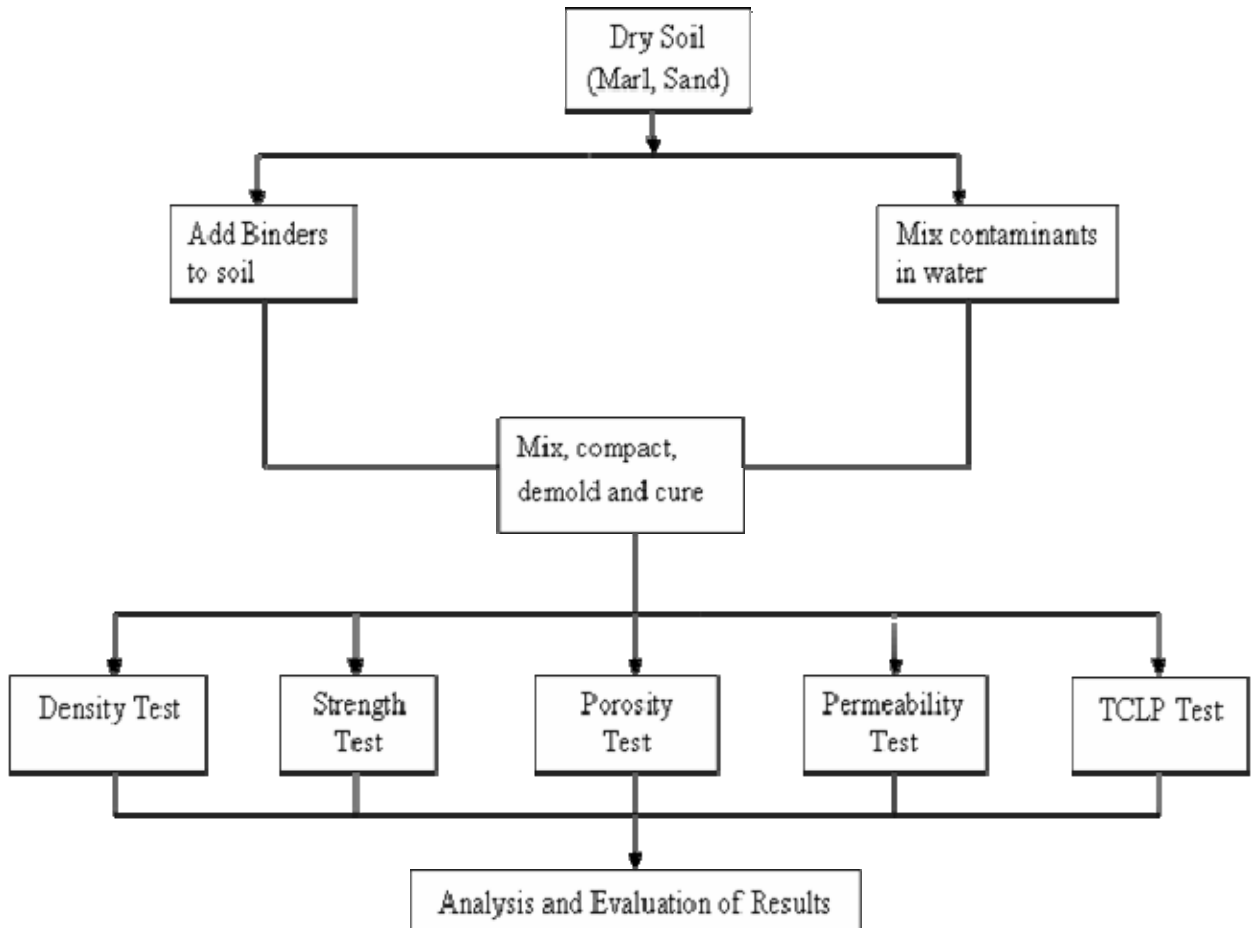 Dry Soil
(Marl, Sand)
Add Binders
to soil
Mix contaminants
in water
Mix, compact,
demold and cure
Density Test
Strength
Test
Porosity
Test
Permeability
Test
TCLP Test
Analysis and Evaluation of Results